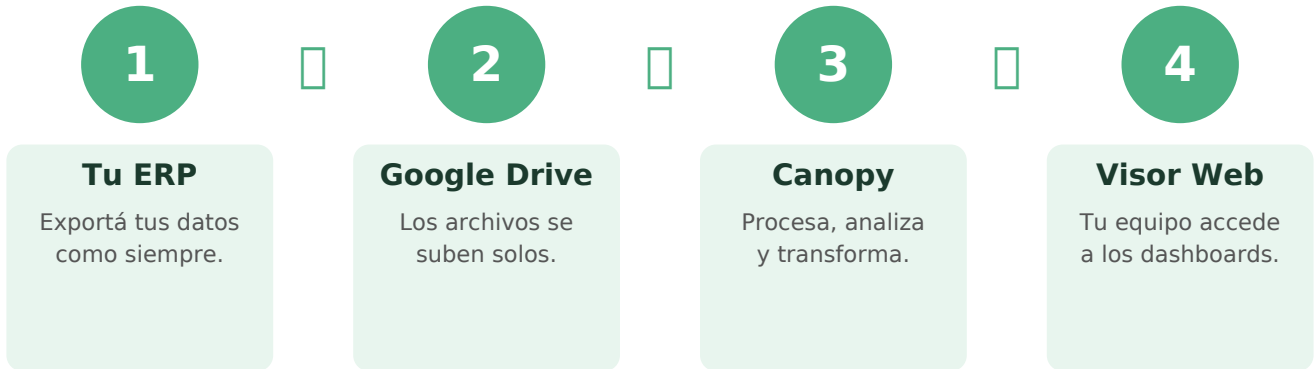 1
2
3
4
Tu ERP
Exportá tus datos
como siempre.
Google Drive
Los archivos se
suben solos.
Canopy
Procesa, analiza
y transforma.
Visor Web
Tu equipo accede
a los dashboards.